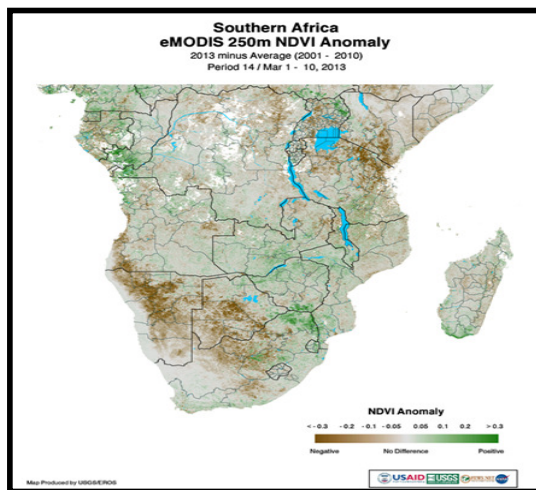 Southern Africa
eMODIS 250m NDVI Anomaly
2013 minus Average (2001 - 2010)
Period 14 / Mar 1 - 10, 2013
NDVI Anomaly
< - 0.3 - 0.2 - 0.1 - 0.05 0.05 0.1 0.2 > 0.3
Negative No Difference Positive
Map Produced by USGS/EROS
USAID USGS